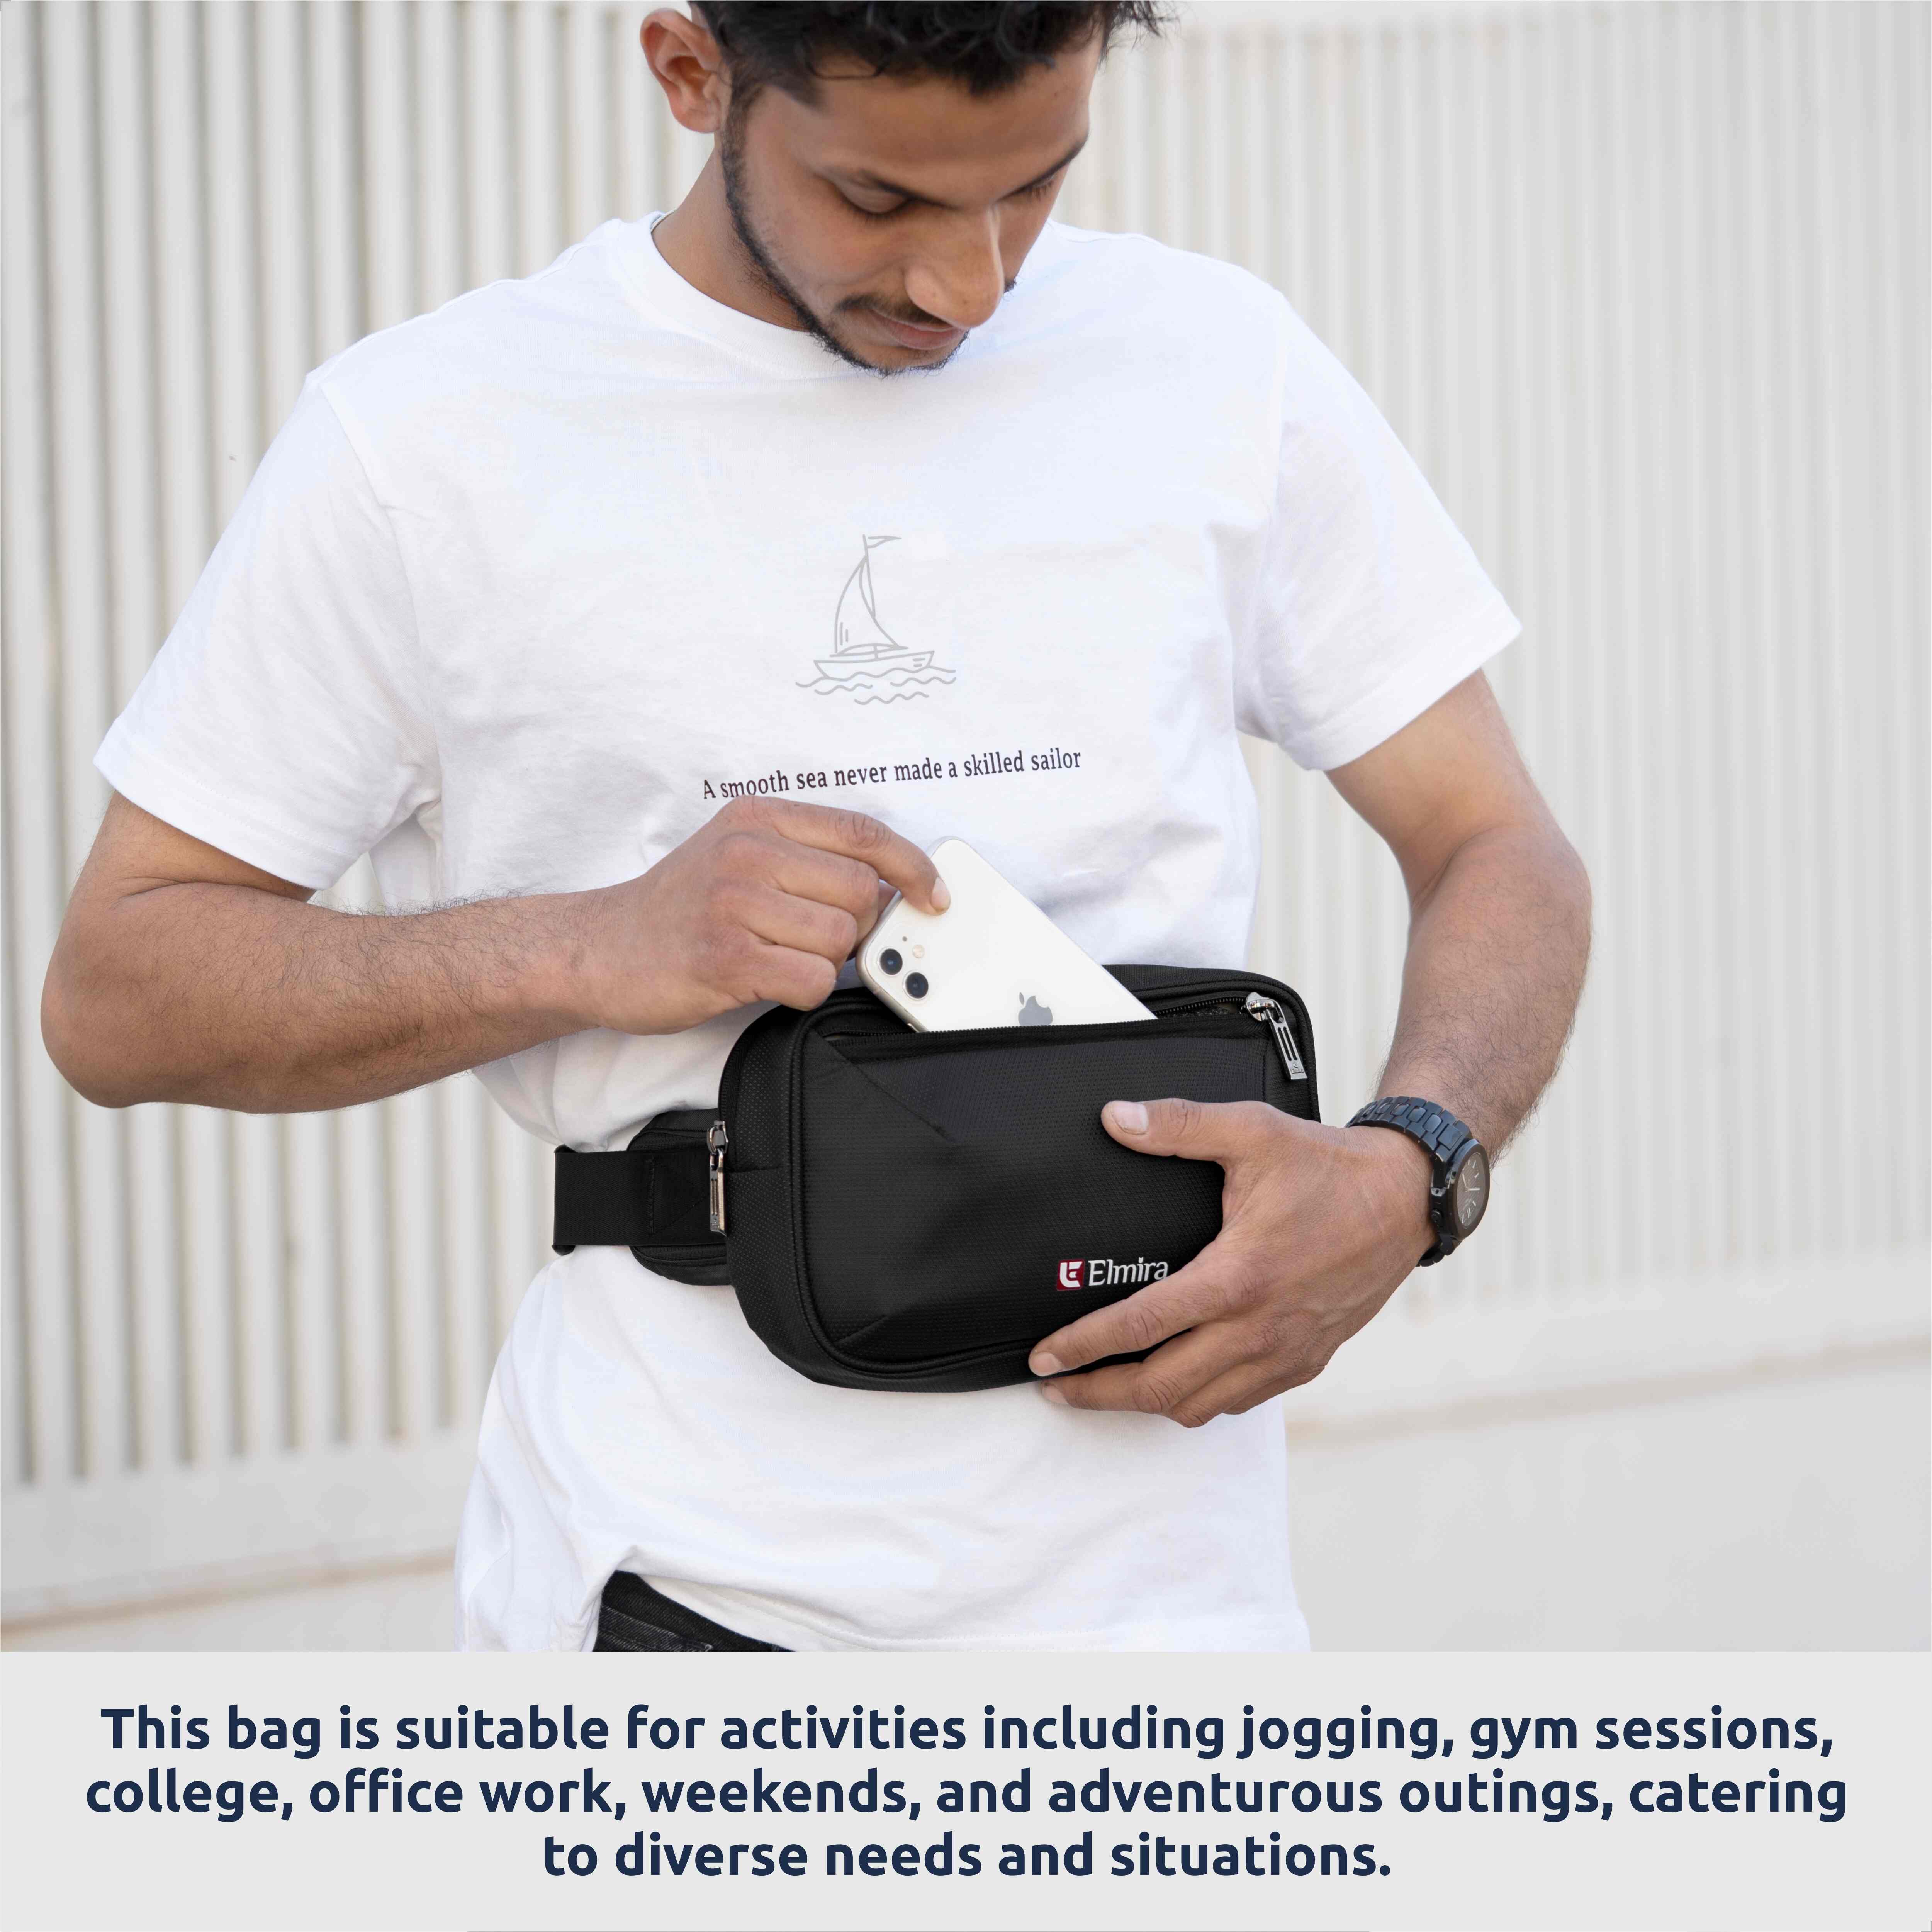 A smooth sea never made a skilled sailor
Elmira
This bag is suitable for activities including jogging, gym sessions,
college, office work, weekends, and adventurous outings, catering
to diverse needs and situations.